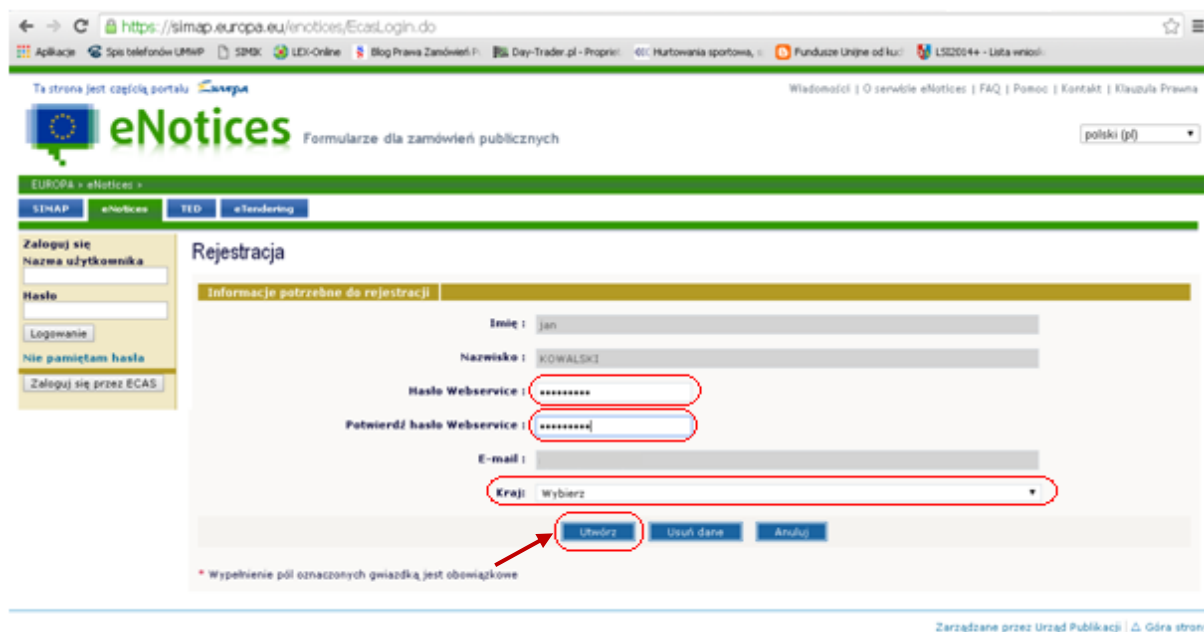 https://simap.europa.eu/enotices/EcasLogin.do
Aplikacje Spis telefonów UMWP SIMIK LEX-Online Blog Prawa Zamówień P Day-Trader.pl - Propriet Hurtownia sportowa, Fundusze Unijne od kuc LSI2014+ - Lista wniosk
Ta strona jest częścią portalu Europa
Wiadomości | O serwisie eNotices | FAQ | Pomoc | Kontakt | Klauzula Prawna
eNotices Formularze dla zamówień publicznych
polski (pl)
EUROPA > eNotices >
SIMAP eNotices TED eTendering
Zaloguj się
Nazwa użytkownika
Hasło
Logowanie
Nie pamiętam hasła
Zaloguj się przez ECAS
Rejestracja
Informacje potrzebne do rejestracji
Imię : jan
Nazwisko : KOWALSKI
Hasło Webservice : •••••••••
Potwierdź hasło Webservice : •••••••••
E-mail :
Kraj: Wybierz
Utwórz Usuń dane Anuluj
* Wypełnienie pól oznaczonych gwiazdką jest obowiązkowe
Zarządzane przez Urząd Publikacji | Δ Góra stron